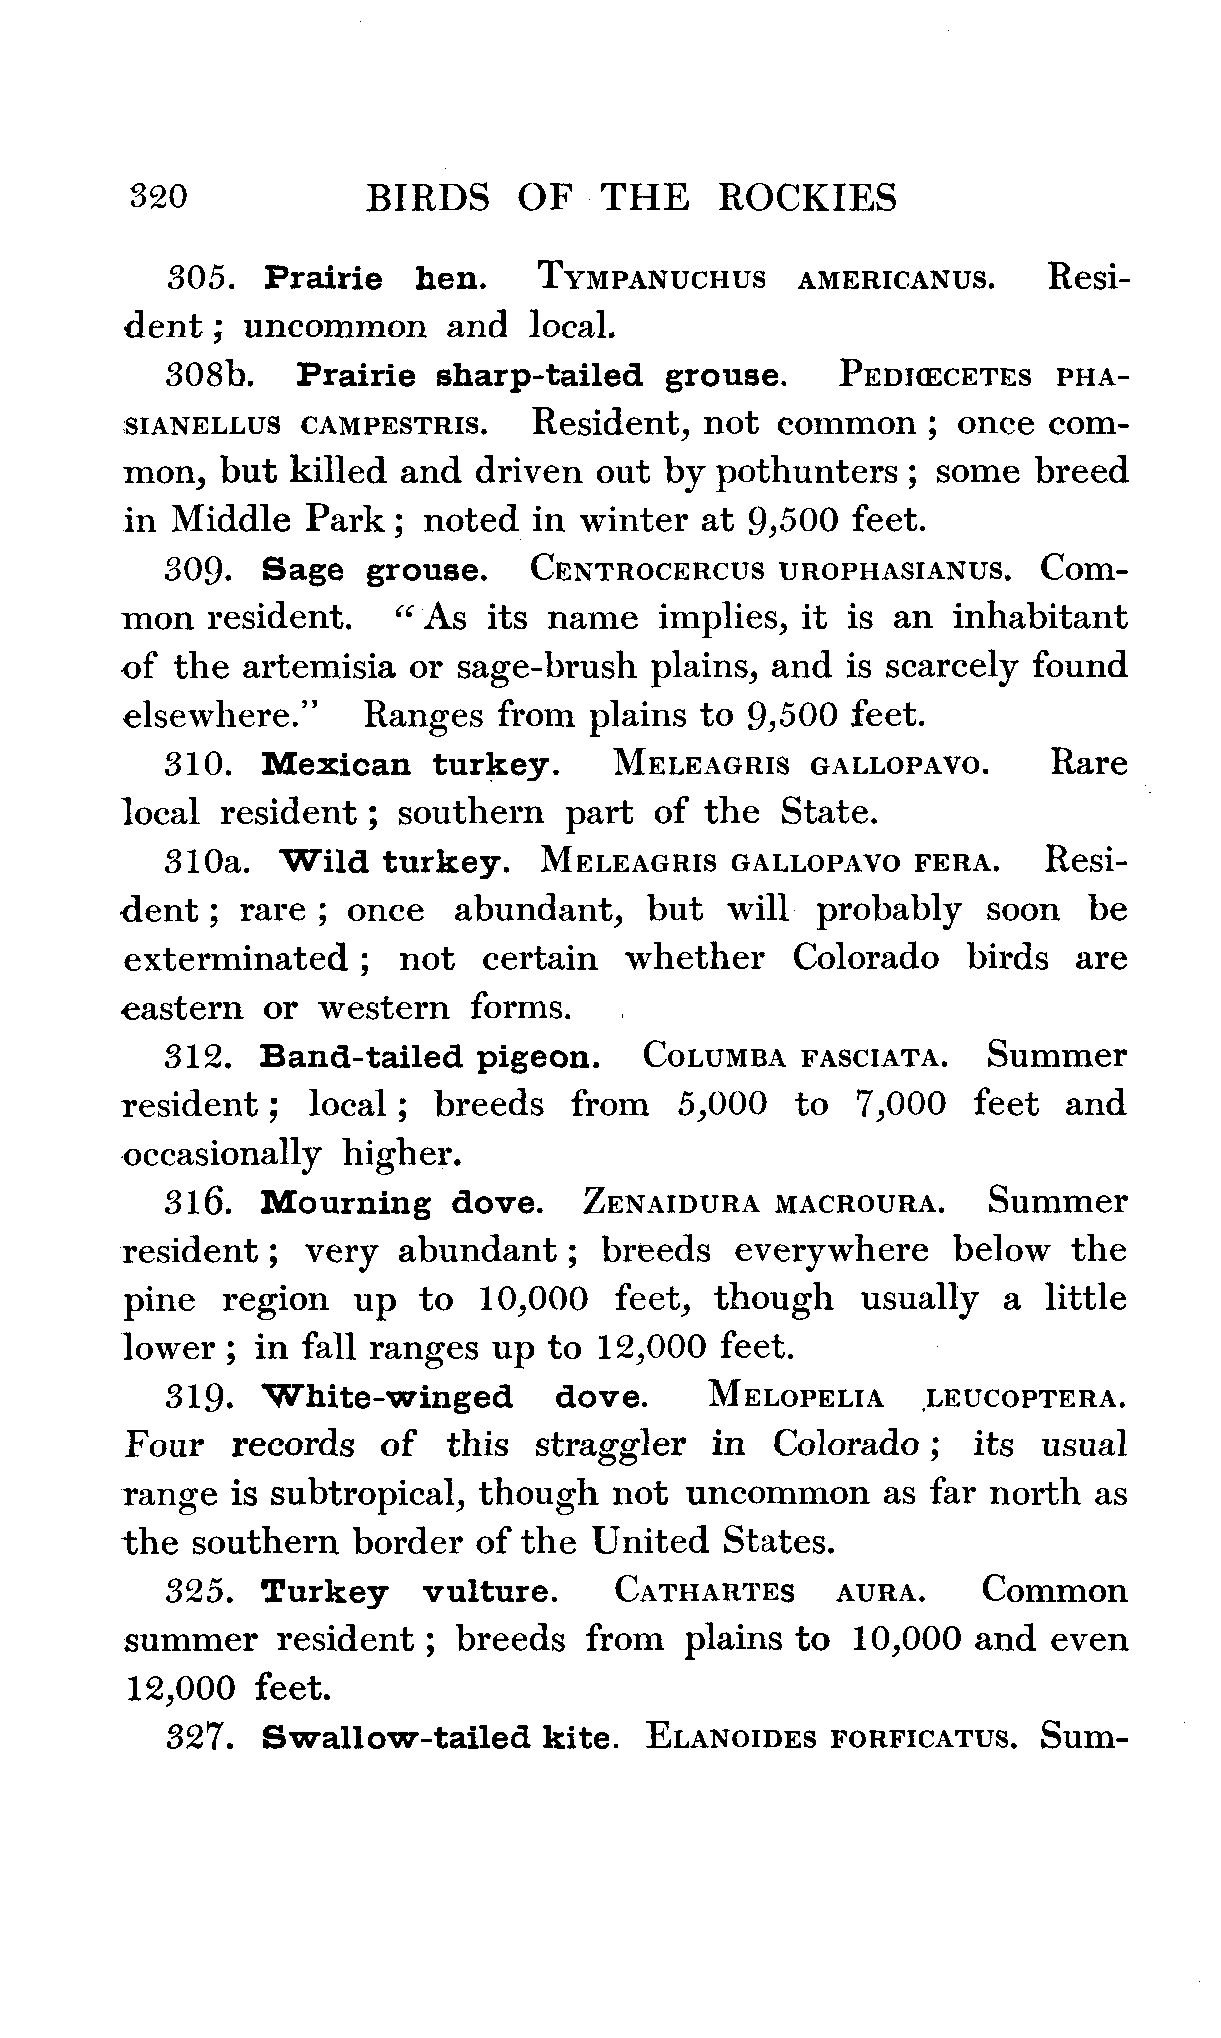 320 BIRDS OF THE ROCKIES
305. Prairie hen. TYMPANUCHUS AMERICANUS. Resi-
dent; uncommon and local.
308b. Prairie sharp-tailed grouse. PEDIŒCETES PHA-
SIANELLUS CAMPESTRIS. Resident, not common; once com-
mon, but killed and driven out by pothunters; some breed
in Middle Park; noted in winter at 9,500 feet.
309. Sage grouse. CENTROCERCUS UROPHASIANUS. Com-
mon resident. "As its name implies, it is an inhabitant
of the artemisia or sage-brush plains, and is scarcely found
elsewhere." Ranges from plains to 9,500 feet.
310. Mexican turkey. MELEAGRIS GALLOPAVO. Rare
local resident; southern part of the State.
310a. Wild turkey. MELEAGRIS GALLOPAVO FERA. Resi-
dent; rare; once abundant, but will probably soon be
exterminated; not certain whether Colorado birds are
eastern or western forms.
312. Band-tailed pigeon. COLUMBA FASCIATA. Summer
resident; local; breeds from 5,000 to 7,000 feet and
occasionally higher.
316. Mourning dove. ZENAIDURA MACROURA. Summer
resident; very abundant; breeds everywhere below the
pine region up to 10,000 feet, though usually a little
lower; in fall ranges up to 12,000 feet.
319. White-winged dove. MELOPELIA LEUCOPTERA.
Four records of this straggler in Colorado; its usual
range is subtropical, though not uncommon as far north as
the southern border of the United States.
325. Turkey vulture. CATHARTES AURA. Common
summer resident; breeds from plains to 10,000 and even
12,000 feet.
327. Swallow-tailed kite. ELANOIDES FORFICATUS. Sum-